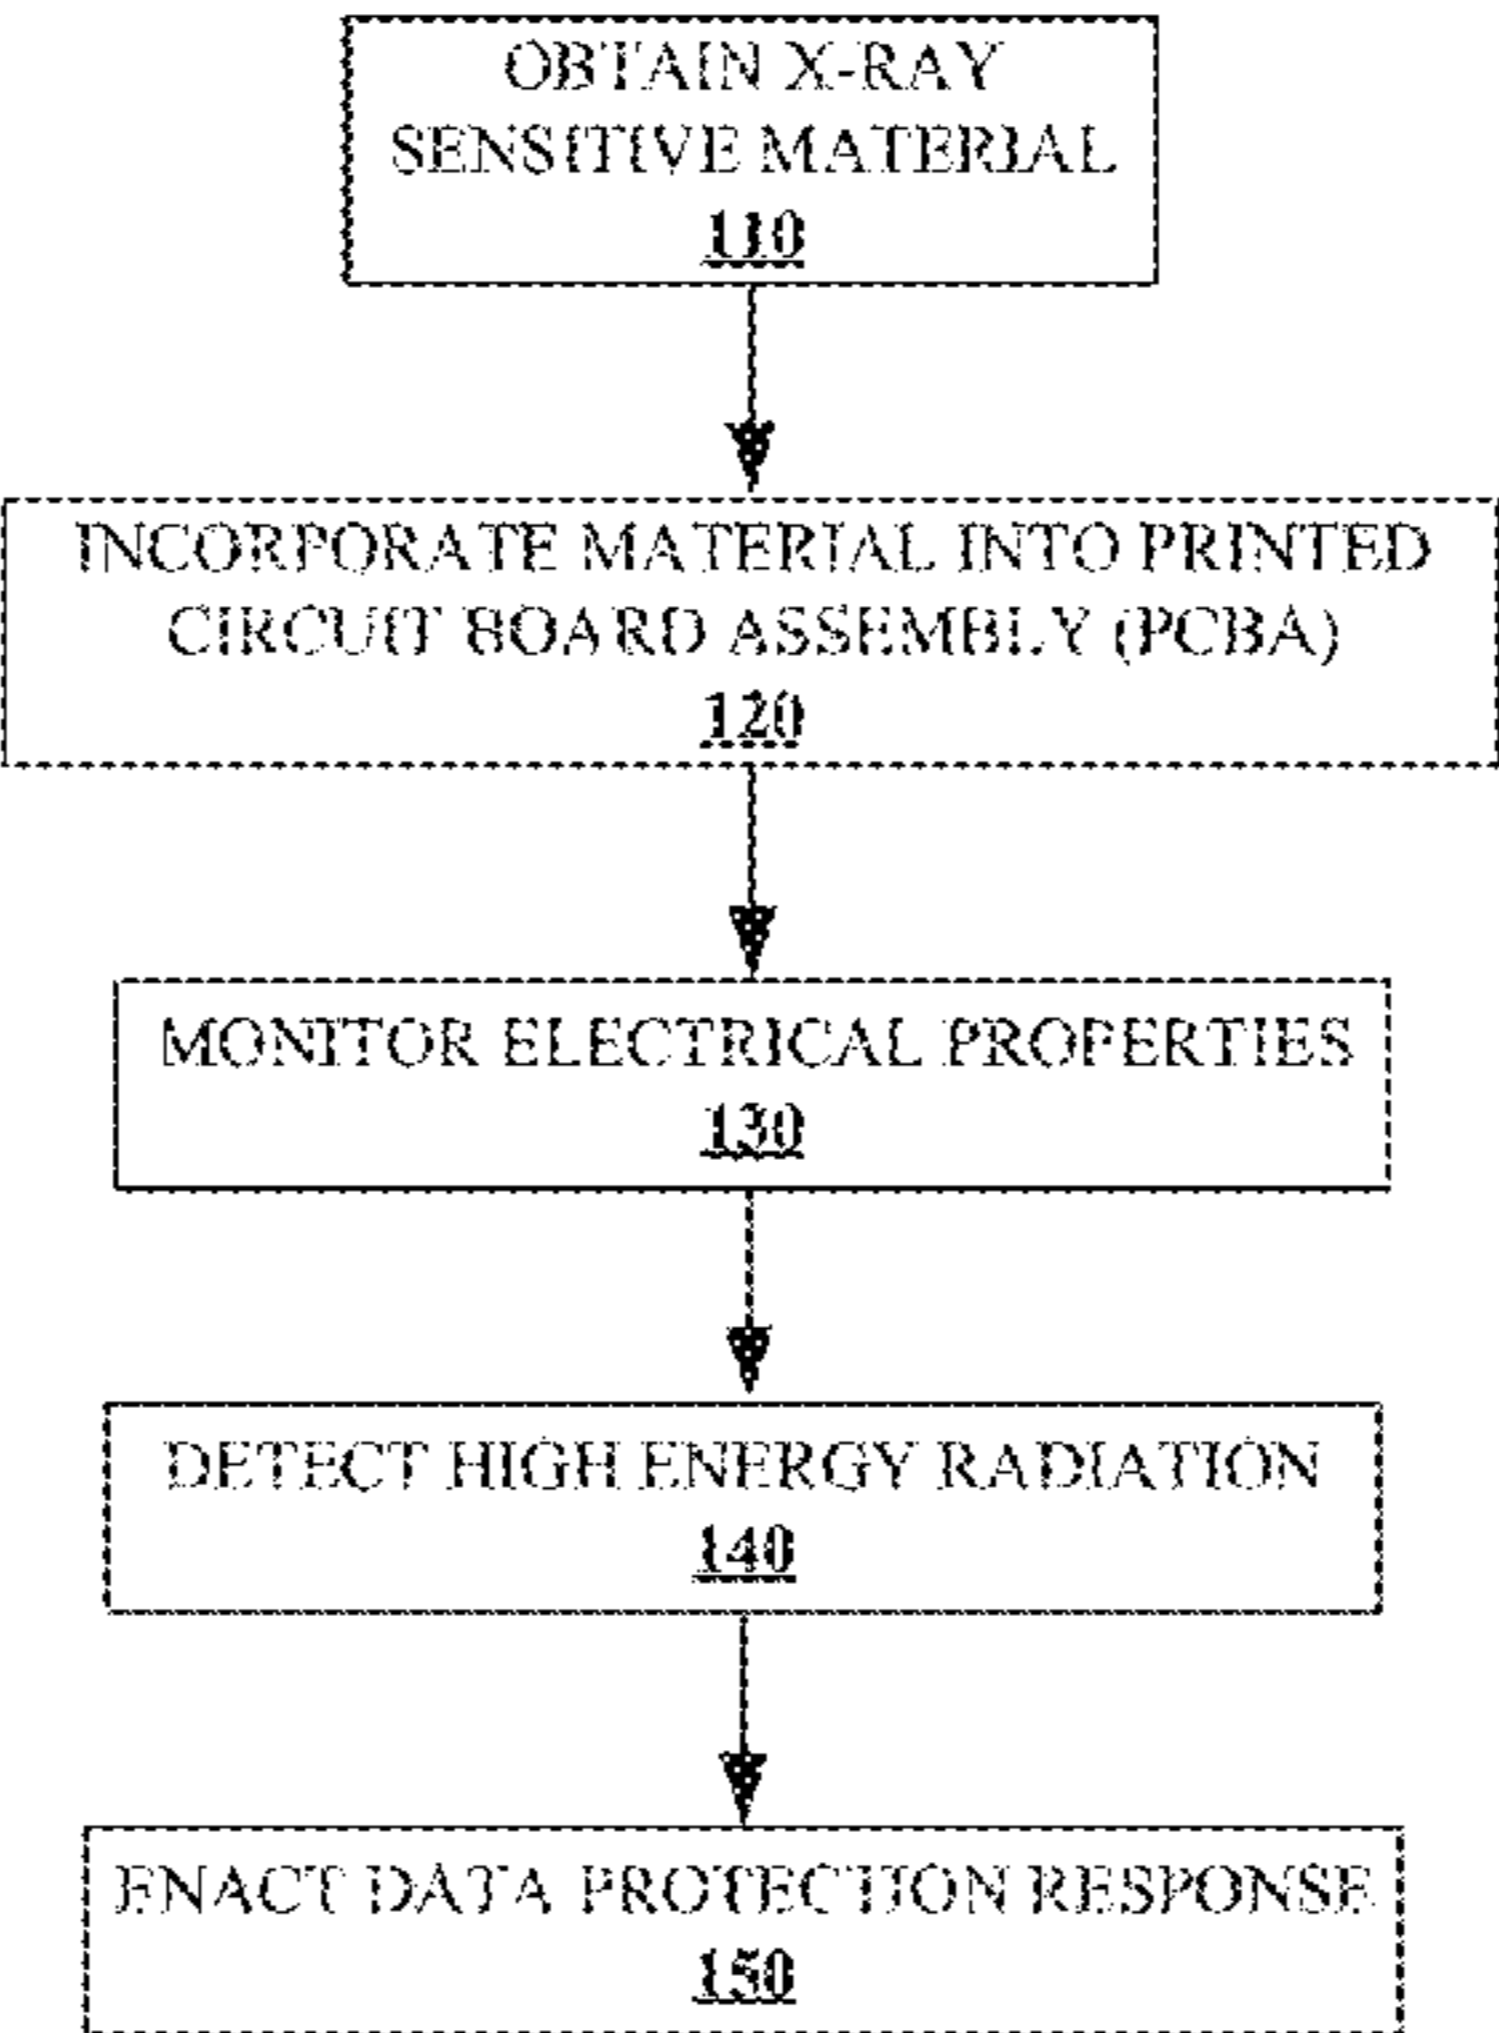 OBTAIN X-RAY
SENSITIVE MATERIAL
110
INCORPORATE MATERIAL INTO PRINTED
CIRCUIT BOARD ASSEMBLY (PCBA)
120
MONITOR ELECTRICAL PROPERTIES
130
DETECT HIGH ENERGY RADIATION
140
ENACT DATA PROTECTION RESPONSE
150